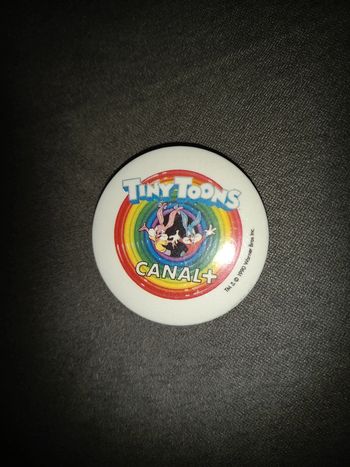 TINY TOONS
CANAL+
TM & © 1990 Warner Bros Inc.